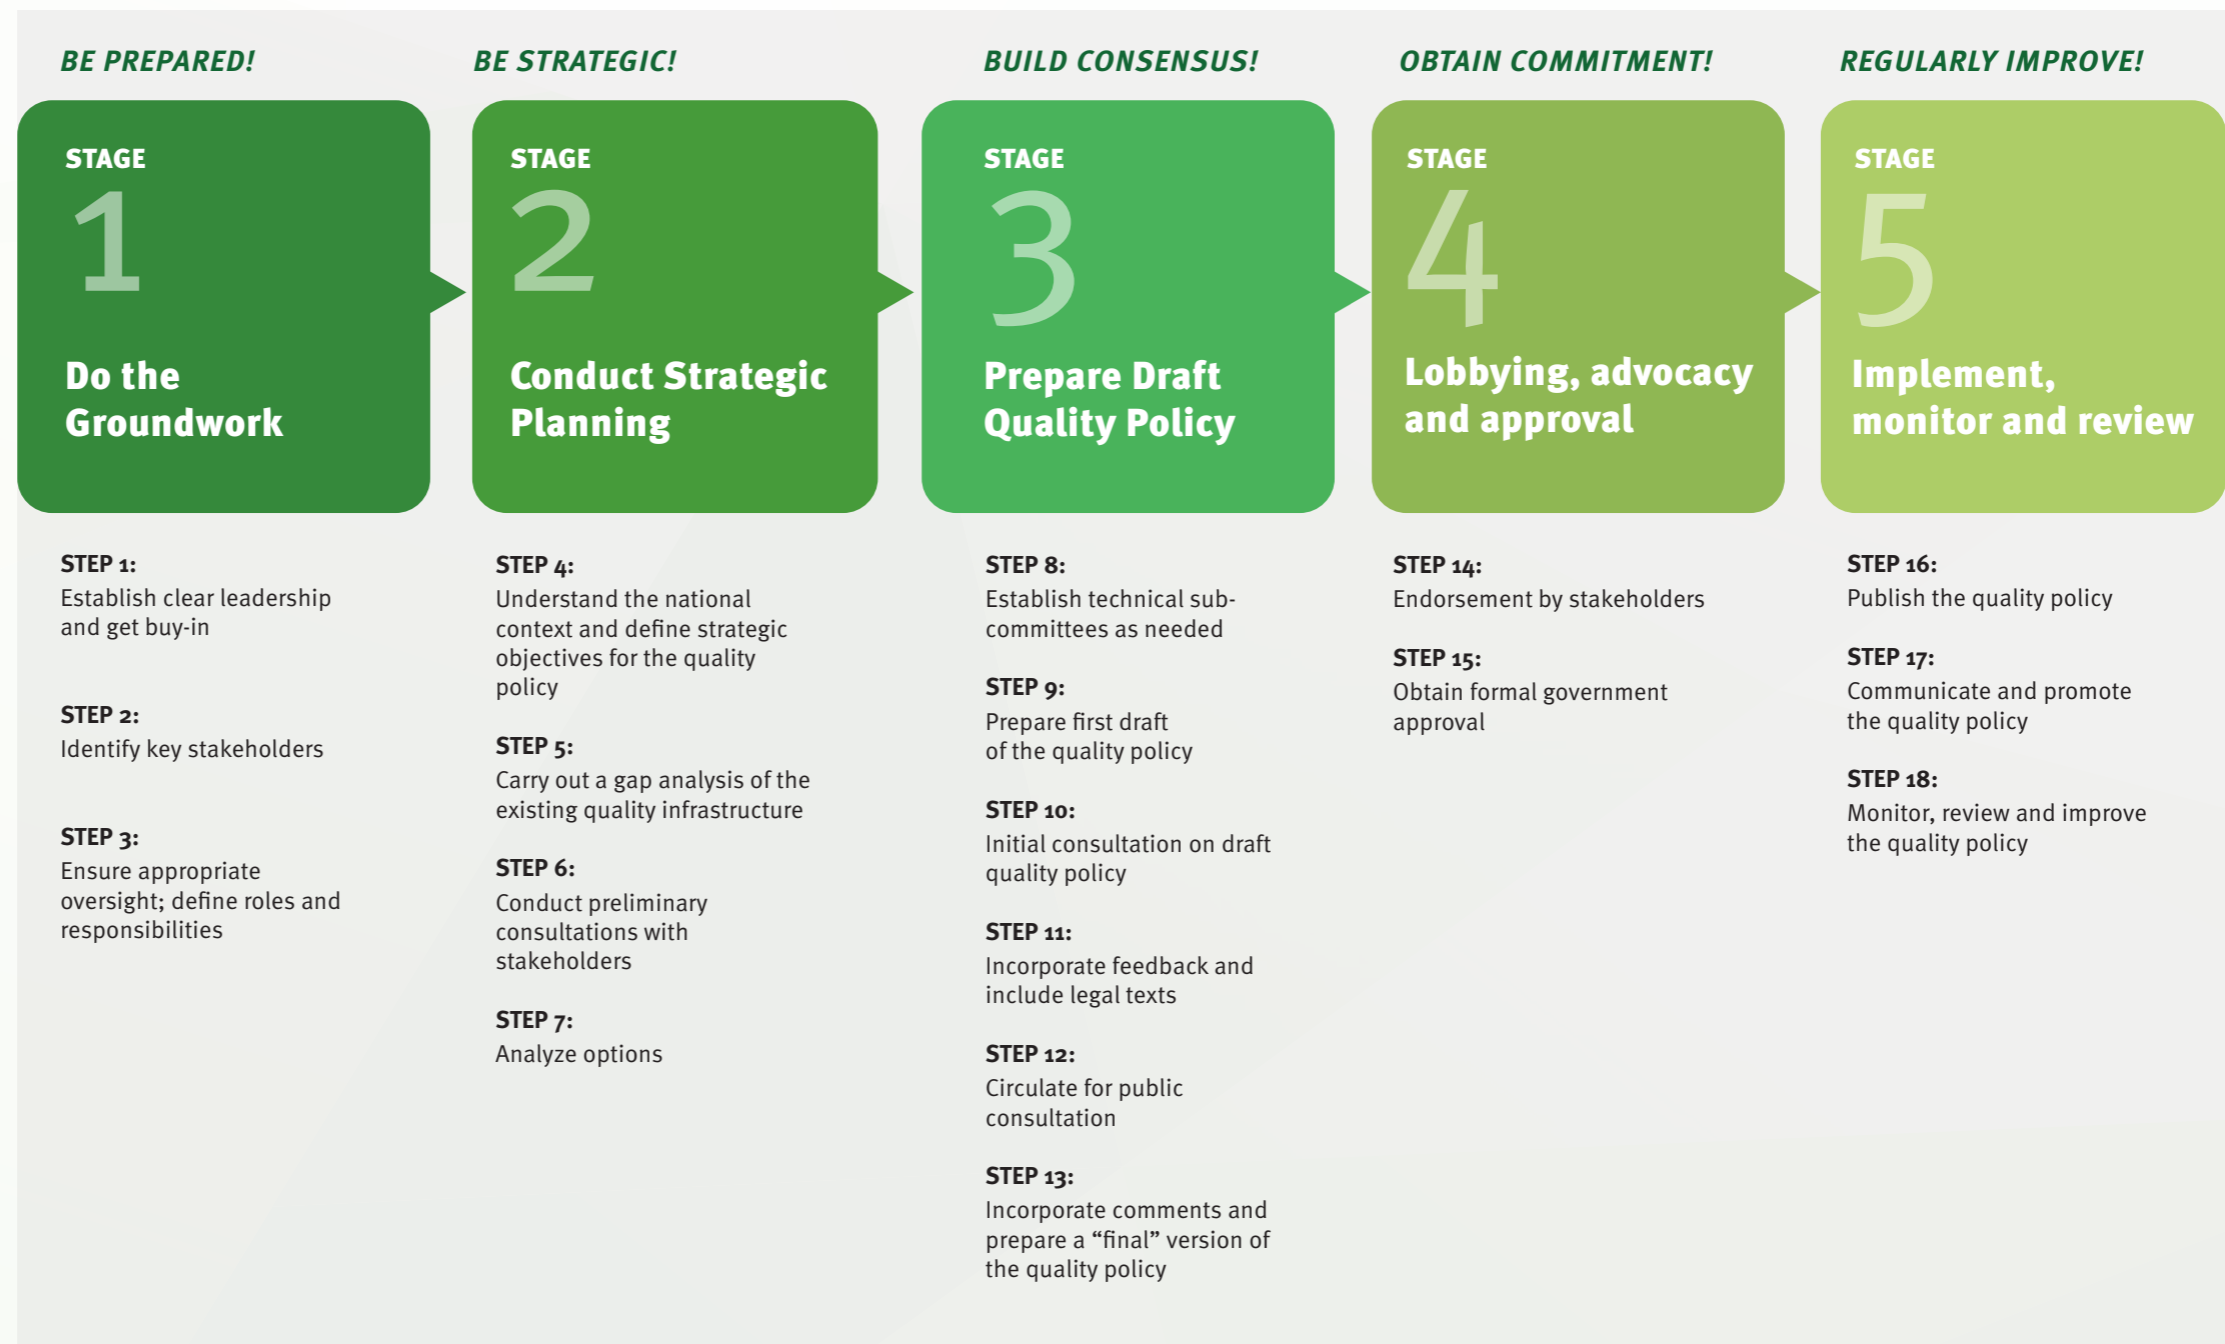 BE PREPARED!
STAGE
1
Do the
Groundwork
STEP 1:
Establish clear leadership
and get buy-in
STEP 2:
Identify key stakeholders
STEP 3:
Ensure appropriate
oversight; define roles and
responsibilities
BE STRATEGIC!
STAGE
2
Conduct Strategic
Planning
STEP 4:
Understand the national
context and define strategic
objectives for the quality
policy
STEP 5:
Carry out a gap analysis of the
existing quality infrastructure
STEP 6:
Conduct preliminary
consultations with
stakeholders
STEP 7:
Analyze options
BUILD CONSENSUS!
STAGE
3
Prepare Draft
Quality Policy
STEP 8:
Establish technical sub-
committees as needed
STEP 9:
Prepare first draft
of the quality policy
STEP 10:
Initial consultation on draft
quality policy
STEP 11:
Incorporate feedback and
include legal texts
STEP 12:
Circulate for public
consultation
STEP 13:
Incorporate comments and
prepare a “final” version of
the quality policy
OBTAIN COMMITMENT!
STAGE
4
Lobbying, advocacy
and approval
STEP 14:
Endorsement by stakeholders
STEP 15:
Obtain formal government
approval
REGULARLY IMPROVE!
STAGE
5
Implement,
monitor and review
STEP 16:
Publish the quality policy
STEP 17:
Communicate and promote
the quality policy
STEP 18:
Monitor, review and improve
the quality policy